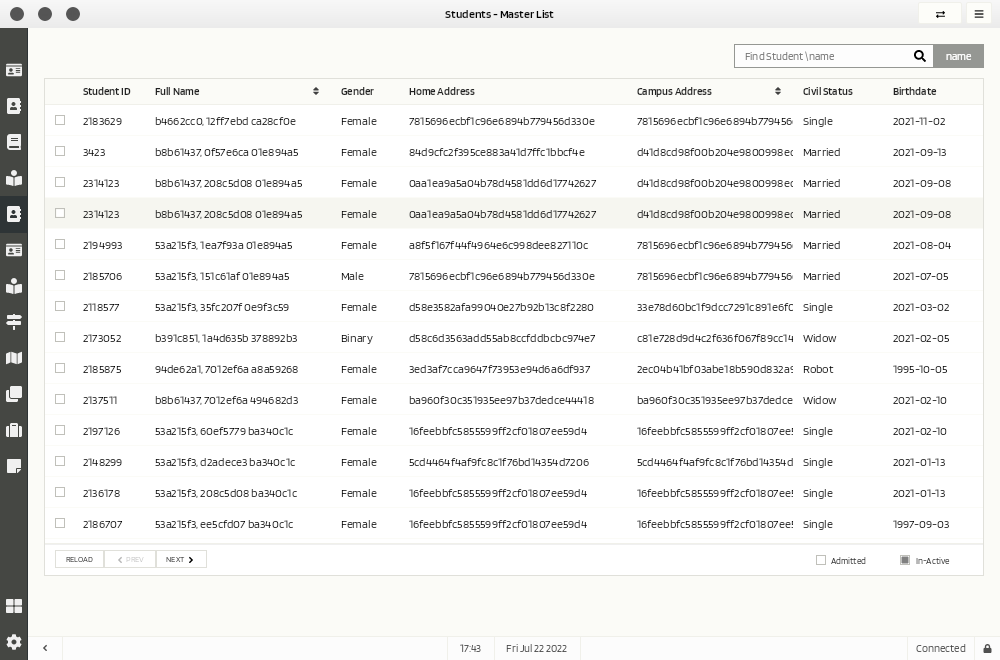 Students - Master List
Find Student \name
name
Student ID Full Name Gender Home Address Campus Address Civil Status Birthdate
2183629 b4662cc0, 12ff7ebd ca28cf0e Female 7815696ecbf1c96e6894b779456d330e 7815696ecbf1c96e6894b779456 Single 2021-11-02
3423 b8b61437, 0f57e6ca 01e894a5 Female 84d9cfc2f395ce883a41d7ffc1bbcf4e d41d8cd98f00b204e9800998ec Married 2021-09-13
2314123 b8b61437, 208c5d08 01e894a5 Female 0aa1ea9a5a04b78d4581dd6d17742627 d41d8cd98f00b204e9800998ec Married 2021-09-08
2314123 b8b61437, 208c5d08 01e894a5 Female 0aa1ea9a5a04b78d4581dd6d17742627 d41d8cd98f00b204e9800998ec Married 2021-09-08
2194993 53a215f3, 1ea7f93a 01e894a5 Female a8f5f167f44f4964e6c998dee827110c 7815696ecbf1c96e6894b779456 Married 2021-08-04
2185706 53a215f3, 151c61af 01e894a5 Male 7815696ecbf1c96e6894b779456d330e 7815696ecbf1c96e6894b779456 Married 2021-07-05
2118577 53a215f3, 35fc207f 0e9f3c59 Female d58e3582afa99040e27b92b13c8f2280 33e78d60bc1f9dcc7291c891e6f0 Single 2021-03-02
2173052 b391c851, 1a4d635b 378892b3 Binary d58c6d3563add55ab8ccfddbcbc974e7 c81e728d9d4c2f636f067f89cc14 Widow 2021-02-05
2185875 94de62a1, 7012ef6a a8a59268 Female 3ed3af7cca9647f73953e94d6a6df937 2ec04b41bf03abe18b590d832a9 Robot 1995-10-05
2137511 b8b61437, 7012ef6a 494682d3 Female ba960f30c351935ee97b37dedce44418 ba960f30c351935ee97b37dedce Widow 2021-02-10
2197126 53a215f3, 60ef5779 ba340c1c Female 16feebbfc5855599ff2cf01807ee59d4 16feebbfc5855599ff2cf01807ee5 Single 2021-02-10
2148299 53a215f3, d2adece3 ba340c1c Female 5cd4464f4af9fc8c1f76bd14354d7206 5cd4464f4af9fc8c1f76bd14354d Single 2021-01-13
2136178 53a215f3, 208c5d08 ba340c1c Female 16feebbfc5855599ff2cf01807ee59d4 16feebbfc5855599ff2cf01807ee5 Single 2021-01-13
2186707 53a215f3, ee5cfd07 ba340c1c Female 16feebbfc5855599ff2cf01807ee59d4 16feebbfc5855599ff2cf01807ee5 Single 1997-09-03
RELOAD PREV NEXT Admitted In-Active
17:43 Fri Jul 22 2022 Connected